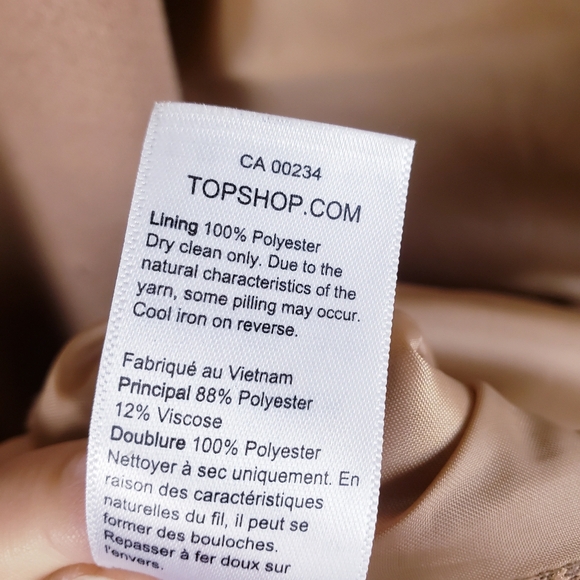 CA 00234
TOPSHOP.COM
Lining 100% Polyester
Dry clean only. Due to the
natural characteristics of the
yarn, some pilling may occur.
Cool iron on reverse.
Fabriqué au Vietnam
Principal 88% Polyester
12% Viscose
Doublure 100% Polyester
Nettoyer à sec uniquement. En
raison des caractéristiques
naturelles du fil, il peut se
former des bouloches.
Repasser à fer doux sur
l'envers.